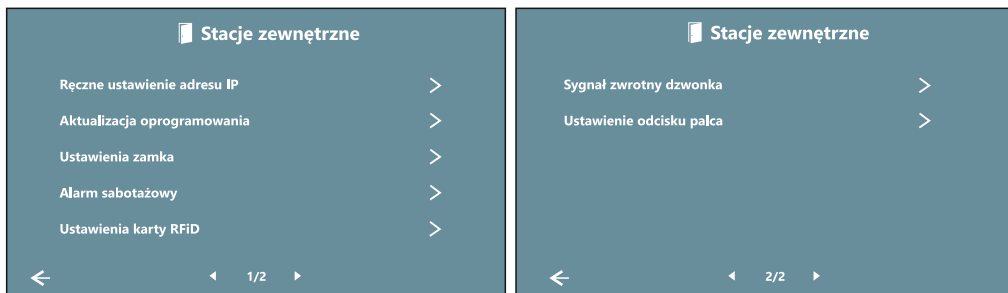 Stacje zewnętrzne
Ręczne ustawienie adresu IP
Aktualizacja oprogramowania
Ustawienia zamka
Alarm sabotażowy
Ustawienia karty RFiD
1/2
Stacje zewnętrzne
Sygnał zwrotny dzwonka
Ustawienie odcisku palca
2/2